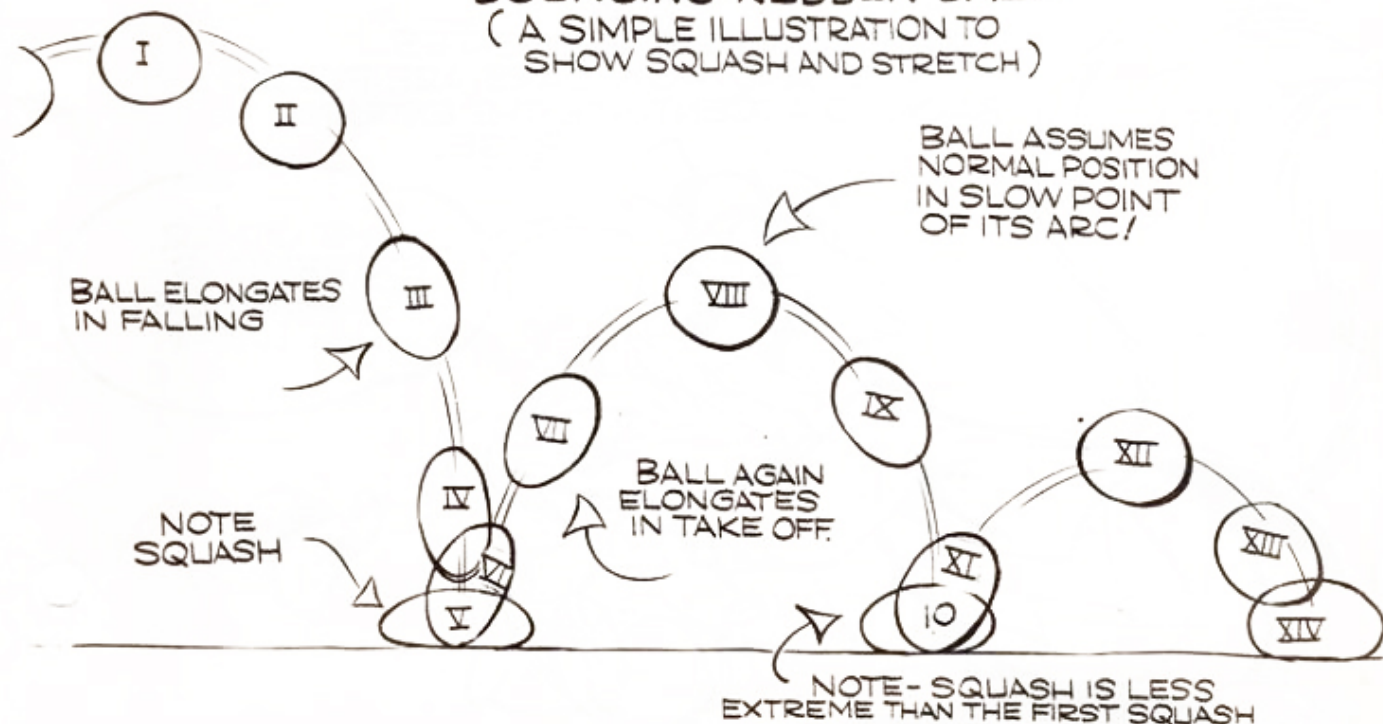 ( A SIMPLE ILLUSTRATION TO
SHOW SQUASH AND STRETCH )
I
II
BALL ASSUMES
NORMAL POSITION
IN SLOW POINT
OF ITS ARC!
BALL ELONGATES
IN FALLING
III
VIII
VII
IX
XII
BALL AGAIN
ELONGATES
IN TAKE OFF.
NOTE
SQUASH
IV
VI
V
XI
10
XIII
XIV
NOTE - SQUASH IS LESS
EXTREME THAN THE FIRST SQUASH